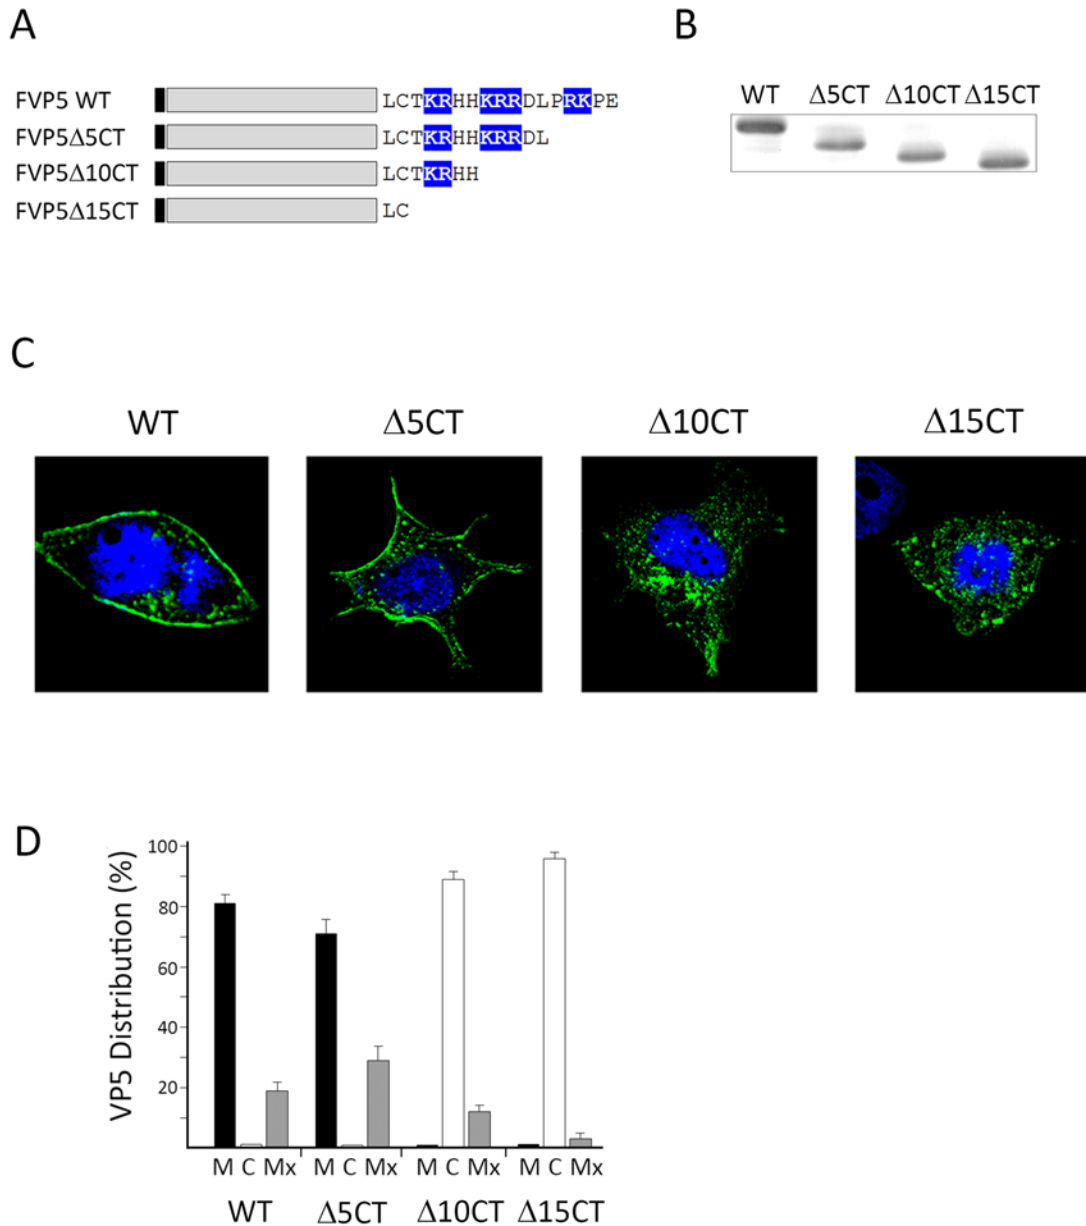 A
FVP5 WT LCTKRHHKRRDLPRKPE
FVP5Δ5CT LCTKRHHKRRDL
FVP5Δ10CT LCTKRHH
FVP5Δ15CT LC
B
WT Δ5CT Δ10CT Δ15CT
C
WT Δ5CT Δ10CT Δ15CT
D
VP5 Distribution (%)
100
80
60
40
20
M C Mx M C Mx M C Mx M C Mx
WT Δ5CT Δ10CT Δ15CT